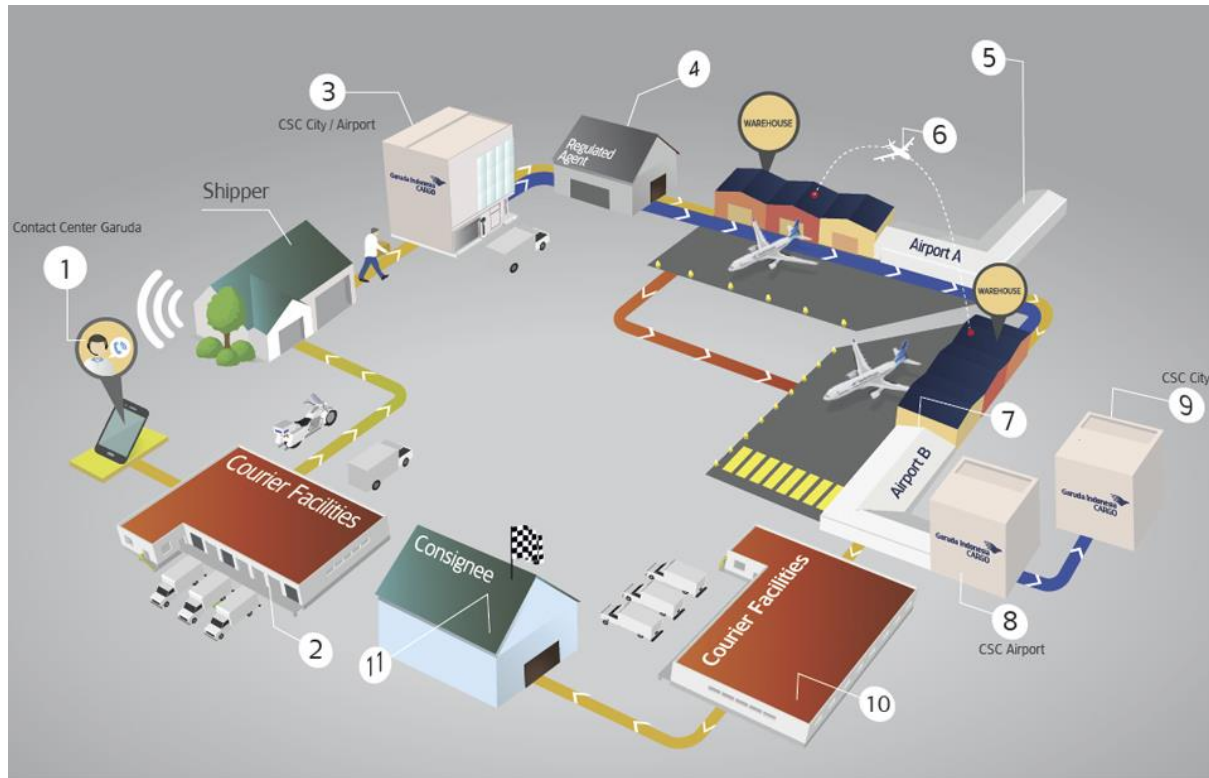 1
Contact Center Garuda
2
Courier Facilities
Shipper
3
CSC City / Airport
Garuda Indonesia
CARGO
4
Regulated
Agent
WAREHOUSE
5
6
Airport A
WAREHOUSE
7
Airport B
8
CSC Airport
Garuda Indonesia
CARGO
CSC City
9
Garuda Indonesia
CARGO
10
Courier Facilities
11
Consignee